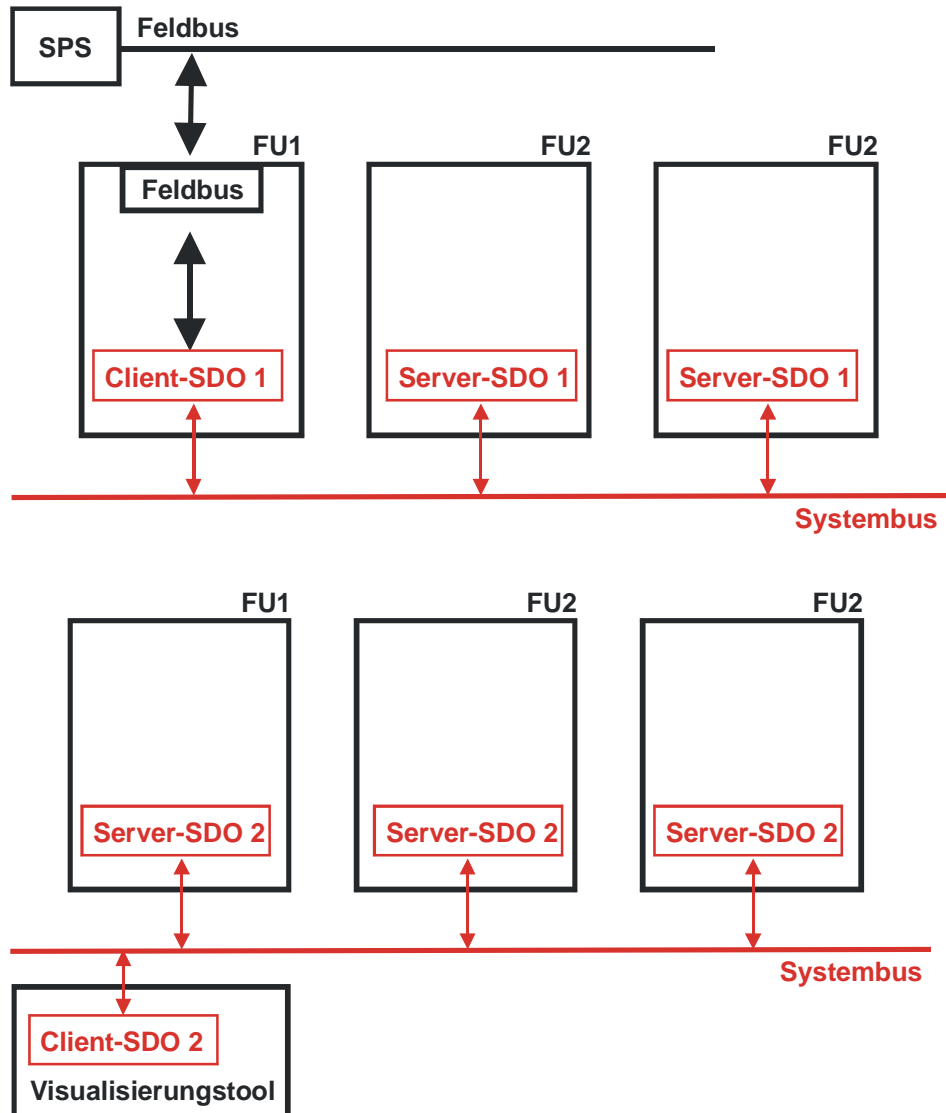 Feldbus
SPS
FU1
FU2
FU2
Feldbus
Client-SDO 1
Server-SDO 1
Server-SDO 1
Systembus
FU1
FU2
FU2
Server-SDO 2
Server-SDO 2
Server-SDO 2
Systembus
Client-SDO 2
Visualisierungstool